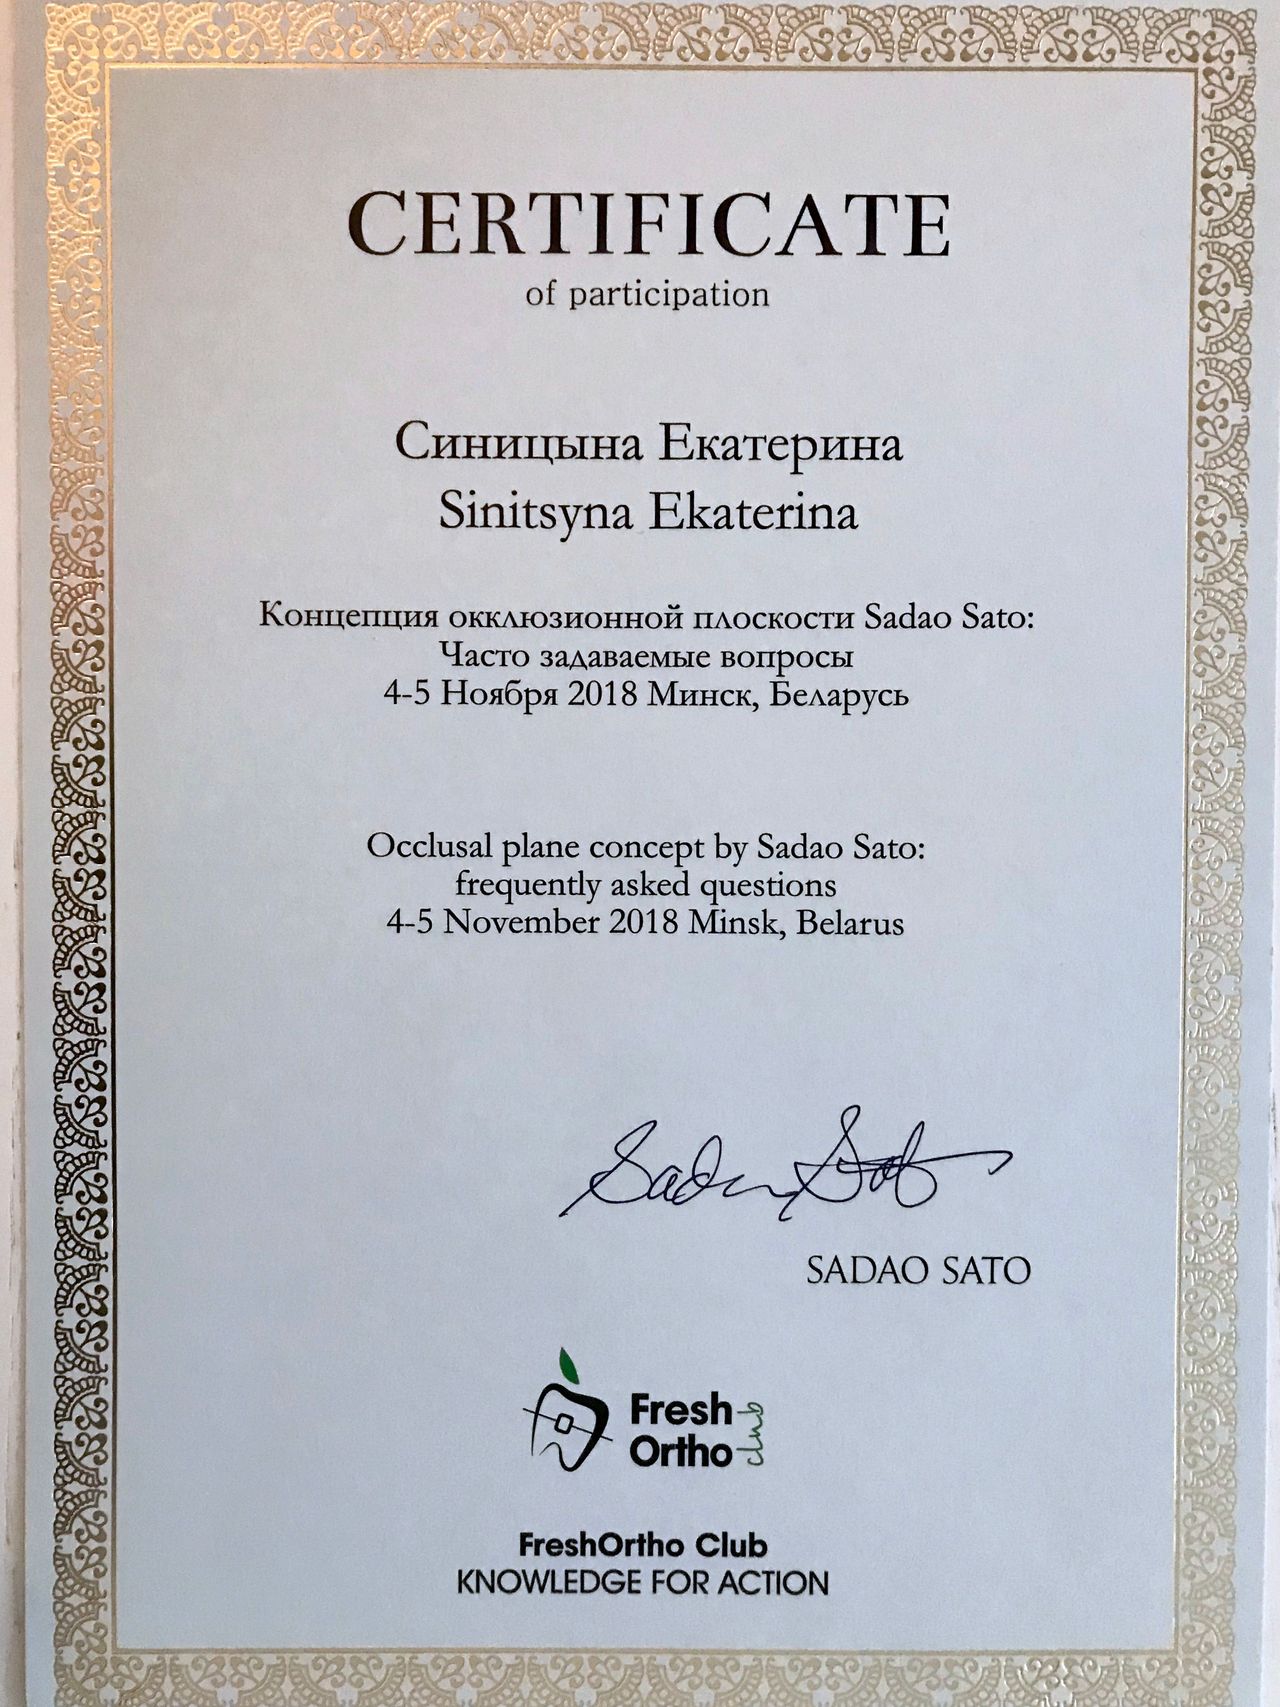 CERTIFICATE
of participation
Синицына Екатерина
Sinitsyna Ekaterina
Концепция окклюзионной плоскости Sadao Sato:
Часто задаваемые вопросы
4-5 Ноября 2018 Минск, Беларусь
Occlusal plane concept by Sadao Sato:
frequently asked questions
4-5 November 2018 Minsk, Belarus
Sadao Sato
SADAO SATO
Fresh
Ortho
club
FreshOrtho Club
KNOWLEDGE FOR ACTION